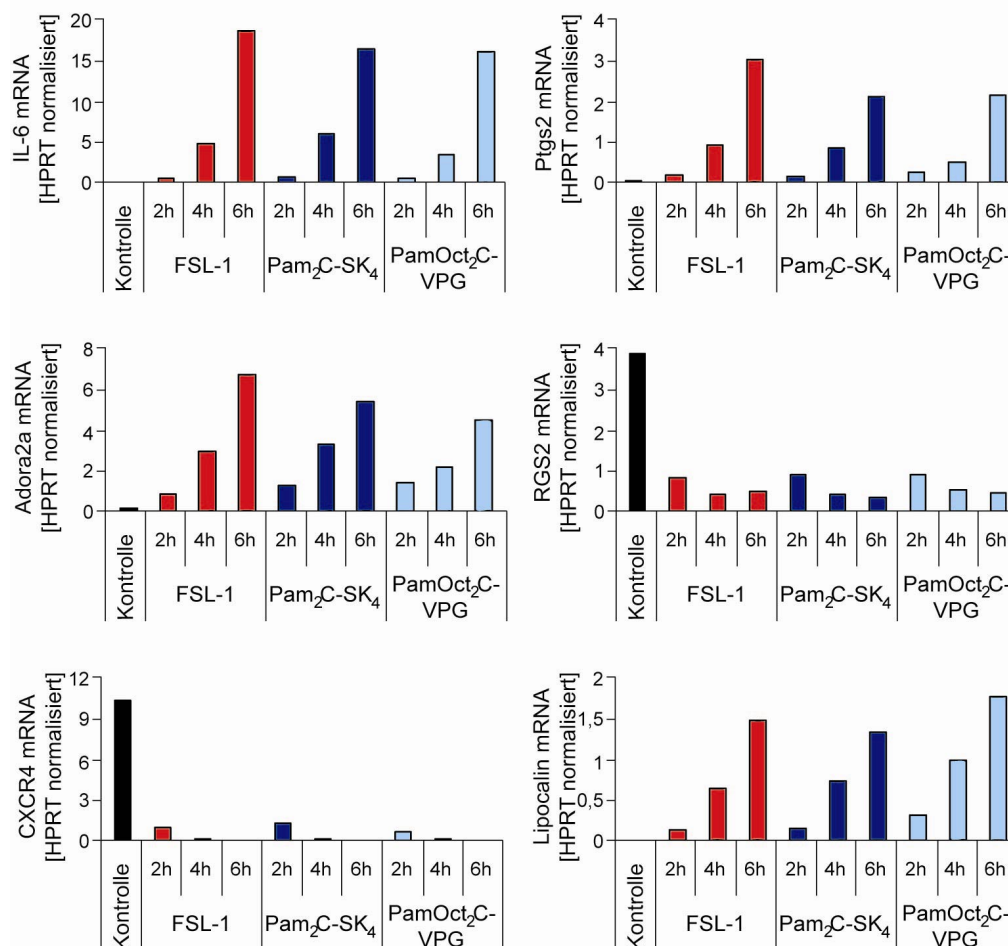 IL-6 mRNA
[HPRT normalisiert]
20
15
10
5
0
Kontrolle
2h 4h 6h 2h 4h 6h 2h 4h 6h
FSL-1 Pam₂C-SK₄ PamOct₂C-
VPG
Ptgs2 mRNA
[HPRT normalisiert]
4
3
2
1
0
Kontrolle
2h 4h 6h 2h 4h 6h 2h 4h 6h
FSL-1 Pam₂C-SK₄ PamOct₂C-
VPG
Adora2a mRNA
[HPRT normalisiert]
8
6
4
2
0
Kontrolle
2h 4h 6h 2h 4h 6h 2h 4h 6h
FSL-1 Pam₂C-SK₄ PamOct₂C-
VPG
RGS2 mRNA
[HPRT normalisiert]
4
3
2
1
0
Kontrolle
2h 4h 6h 2h 4h 6h 2h 4h 6h
FSL-1 Pam₂C-SK₄ PamOct₂C-
VPG
CXCR4 mRNA
[HPRT normalisiert]
12
9
6
3
0
Kontrolle
2h 4h 6h 2h 4h 6h 2h 4h 6h
FSL-1 Pam₂C-SK₄ PamOct₂C-
VPG
Lipocalin mRNA
[HPRT normalisiert]
2
1,5
1
0,5
0
Kontrolle
2h 4h 6h 2h 4h 6h 2h 4h 6h
FSL-1 Pam₂C-SK₄ PamOct₂C-
VPG